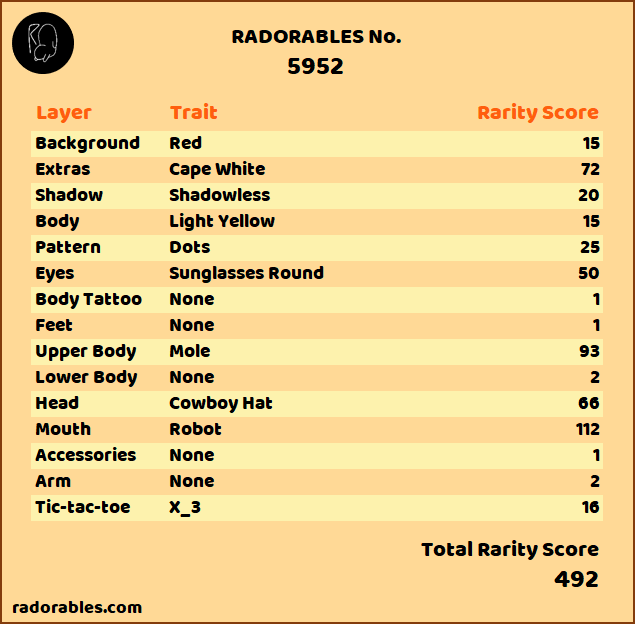 RADORABLES No.
5952
Layer Trait Rarity Score
Background Red 15
Extras Cape White 72
Shadow Shadowless 20
Body Light Yellow 15
Pattern Dots 25
Eyes Sunglasses Round 50
Body Tattoo None 1
Feet None 1
Upper Body Mole 93
Lower Body None 2
Head Cowboy Hat 66
Mouth Robot 112
Accessories None 1
Arm None 2
Tic-tac-toe X_3 16
Total Rarity Score
492
radorables.com